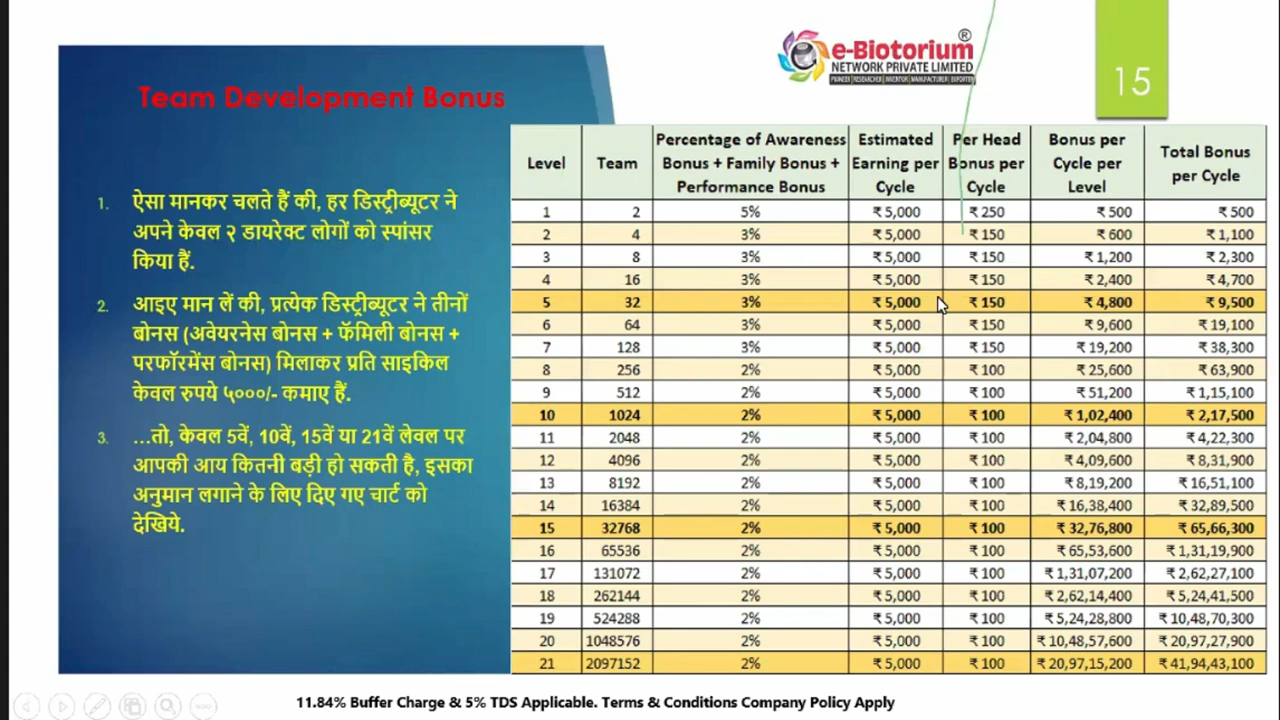 e-Biotorium®
NETWORK PRIVATE LIMITED
PIONEER | RESEARCHER | INVENTOR | MANUFACTURER | EXPORTER
15
Team Development Bonus
1. ऐसा मानकर चलते हैं की, हर डिस्ट्रीब्यूटर ने
अपने केवल २ डायरेक्ट लोगों को स्पांसर
किया हैं.
2. आइए मान लें की, प्रत्येक डिस्ट्रीब्यूटर ने तीनों
बोनस (अवेयरनेस बोनस + फॅमिली बोनस +
परफॉरमेंस बोनस) मिलाकर प्रति साइकिल
केवल रुपये ५०००/- कमाए हैं.
3. ...तो, केवल 5वें, 10वें, 15वें या 21वें लेवल पर
आपकी आय कितनी बड़ी हो सकती है, इसका
अनुमान लगाने के लिए दिए गए चार्ट को
देखिये.
Level Team Percentage of Awareness Bonus + Family Bonus + Performance Bonus Estimated Earning per Cycle Per Head Bonus per Cycle Bonus per Cycle per Level Total Bonus per Cycle
1 2 5% ₹ 5,000 ₹ 250 ₹ 500 ₹ 500
2 4 3% ₹ 5,000 ₹ 150 ₹ 600 ₹ 1,100
3 8 3% ₹ 5,000 ₹ 150 ₹ 1,200 ₹ 2,300
4 16 3% ₹ 5,000 ₹ 150 ₹ 2,400 ₹ 4,700
5 32 3% ₹ 5,000 ₹ 150 ₹ 4,800 ₹ 9,500
6 64 3% ₹ 5,000 ₹ 150 ₹ 9,600 ₹ 19,100
7 128 3% ₹ 5,000 ₹ 150 ₹ 19,200 ₹ 38,300
8 256 2% ₹ 5,000 ₹ 100 ₹ 25,600 ₹ 63,900
9 512 2% ₹ 5,000 ₹ 100 ₹ 51,200 ₹ 1,15,100
10 1024 2% ₹ 5,000 ₹ 100 ₹ 1,02,400 ₹ 2,17,500
11 2048 2% ₹ 5,000 ₹ 100 ₹ 2,04,800 ₹ 4,22,300
12 4096 2% ₹ 5,000 ₹ 100 ₹ 4,09,600 ₹ 8,31,900
13 8192 2% ₹ 5,000 ₹ 100 ₹ 8,19,200 ₹ 16,51,100
14 16384 2% ₹ 5,000 ₹ 100 ₹ 16,38,400 ₹ 32,89,500
15 32768 2% ₹ 5,000 ₹ 100 ₹ 32,76,800 ₹ 65,66,300
16 65536 2% ₹ 5,000 ₹ 100 ₹ 65,53,600 ₹ 1,31,19,900
17 131072 2% ₹ 5,000 ₹ 100 ₹ 1,31,07,200 ₹ 2,62,27,100
18 262144 2% ₹ 5,000 ₹ 100 ₹ 2,62,14,400 ₹ 5,24,41,500
19 524288 2% ₹ 5,000 ₹ 100 ₹ 5,24,28,800 ₹ 10,48,70,300
20 1048576 2% ₹ 5,000 ₹ 100 ₹ 10,48,57,600 ₹ 20,97,27,900
21 2097152 2% ₹ 5,000 ₹ 100 ₹ 20,97,15,200 ₹ 41,94,43,100
11.84% Buffer Charge & 5% TDS Applicable. Terms & Conditions Company Policy Apply